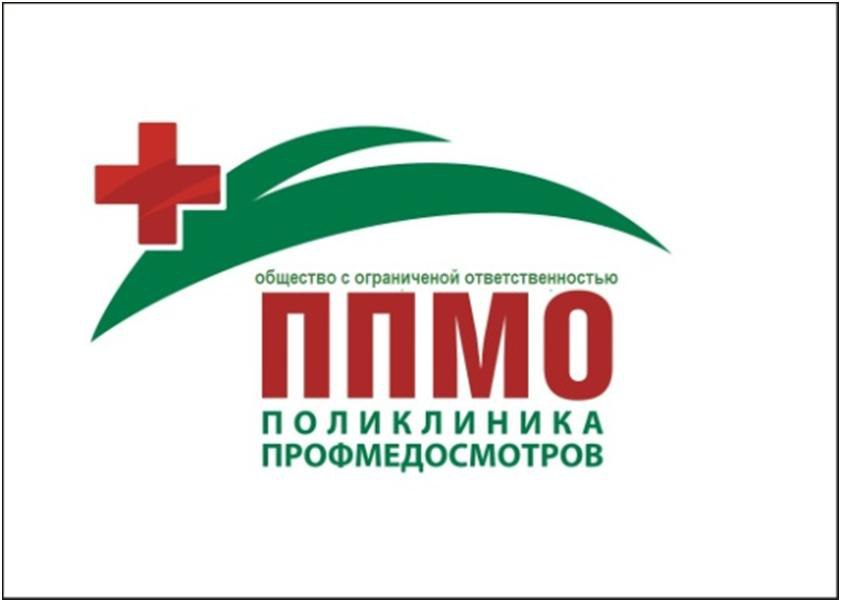 общество с ограниченой ответственностью
ППМО
ПОЛИКЛИНИКА
ПРОФМЕДОСМОТРОВ